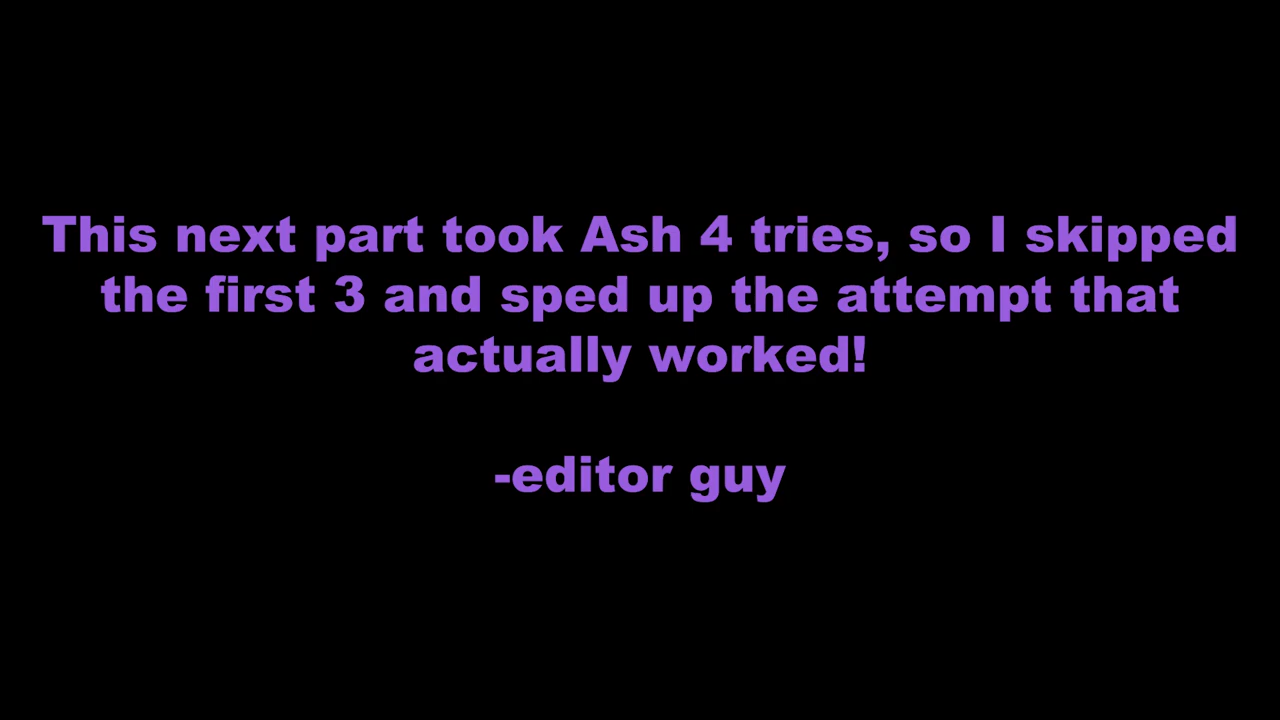 This next part took Ash 4 tries, so I skipped
the first 3 and sped up the attempt that
actually worked!
-editor guy